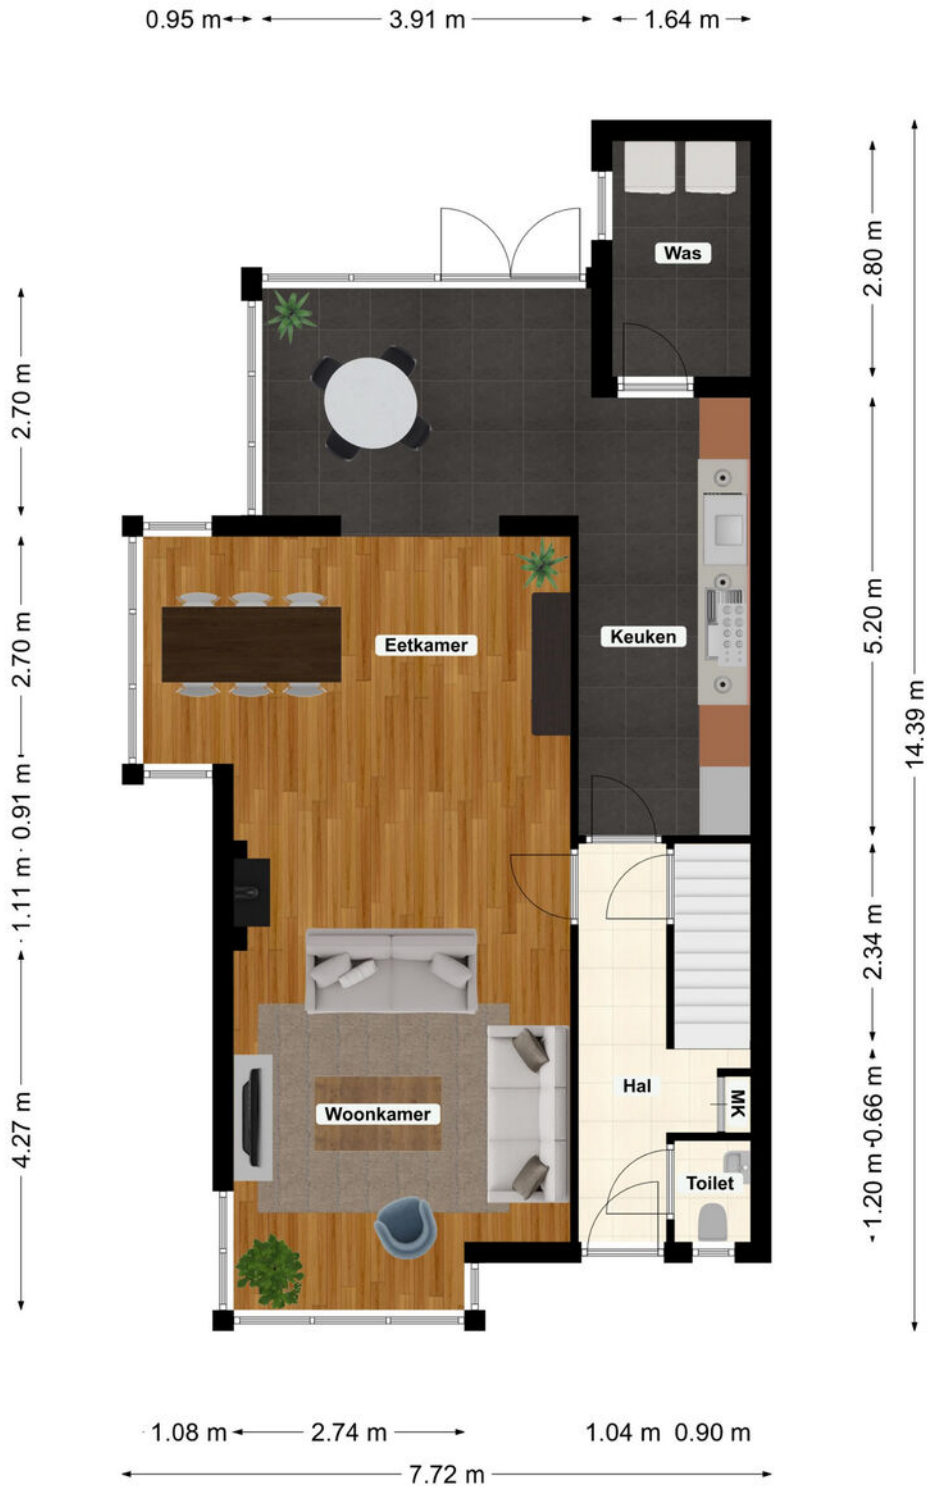 0.95 m
3.91 m
1.64 m
Was
2.80 m
2.70 m
Eetkamer
Keuken
2.70 m
5.20 m
14.39 m
0.91 m
1.11 m
2.34 m
Hal
MK
Woonkamer
0.66 m
4.27 m
Toilet
1.20 m
1.08 m
2.74 m
1.04 m
0.90 m
7.72 m